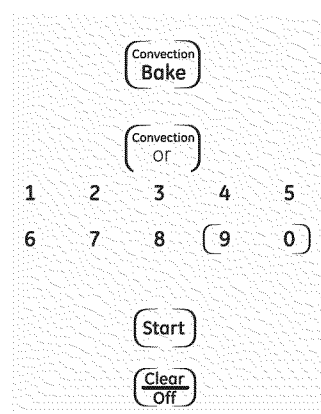 Convection
Bake
Convection
or
1 2 3 4 5
6 7 8 9 0
Start
Clear
Off